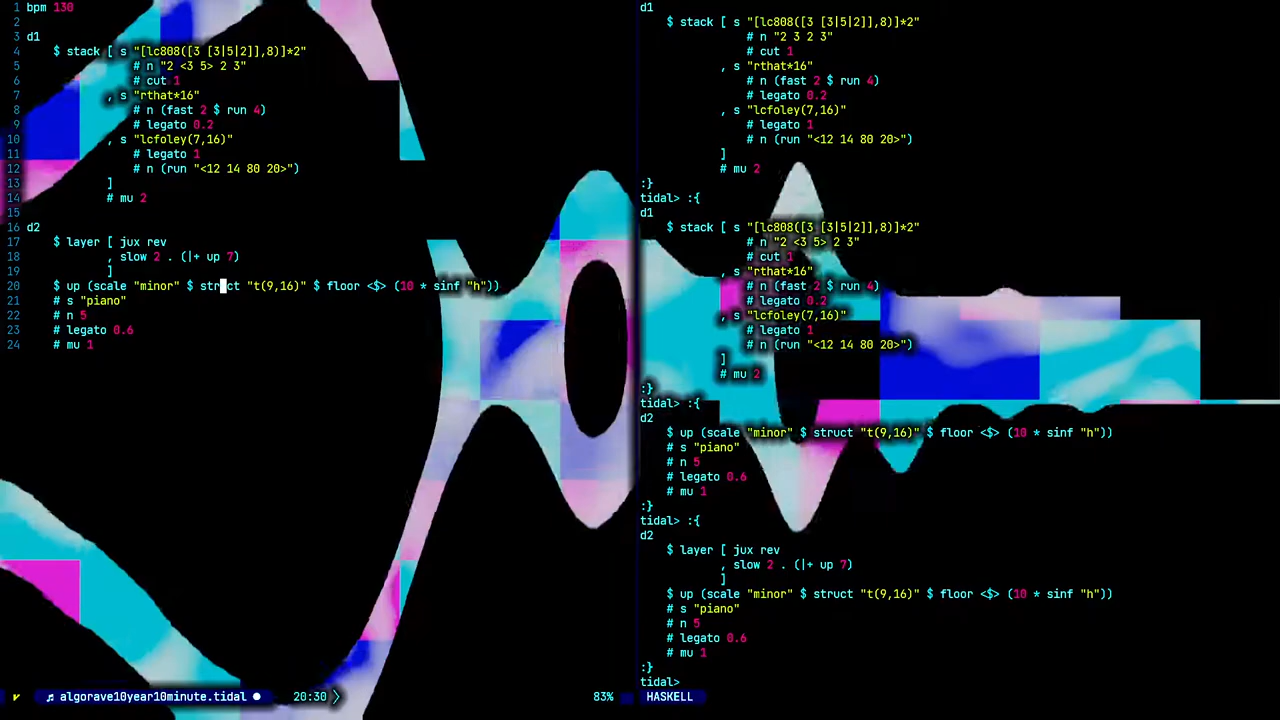 1 bpm 130
2
3 d1
4 $ stack [ s "[lc808([3 [3|5|2]],8)]*2"
5 # n "2 <3 5> 2 3"
6 # cut 1
7 , s "rthat*16"
8 # n (fast 2 $ run 4)
9 # legato 0.2
10 , s "lcfoley(7,16)"
11 # legato 1
12 # n (run "<12 14 80 20>")
13 ]
14 # mu 2
15
16 d2
17 $ layer [ jux rev
18 , slow 2 . (|+ up 7)
19 ]
20 $ up (scale "minor" $ struct "t(9,16)" $ floor <$> (10 * sinf "h"))
21 # s "piano"
22 # n 5
23 # legato 0.6
24 # mu 1
algorave10year10minute.tidal ● 20:30 83%
d1
$ stack [ s "[lc808([3 [3|5|2]],8)]*2"
# n "2 3 2 3"
# cut 1
, s "rthat*16"
# n (fast 2 $ run 4)
# legato 0.2
, s "lcfoley(7,16)"
# legato 1
# n (run "<12 14 80 20>")
]
# mu 2
:}
tidal> :{
d1
$ stack [ s "[lc808([3 [3|5|2]],8)]*2"
# n "2 <3 5> 2 3"
# cut 1
, s "rthat*16"
# n (fast 2 $ run 4)
# legato 0.2
, s "lcfoley(7,16)"
# legato 1
# n (run "<12 14 80 20>")
]
# mu 2
:}
tidal> :{
d2
$ up (scale "minor" $ struct "t(9,16)" $ floor <$> (10 * sinf "h"))
# s "piano"
# n 5
# legato 0.6
# mu 1
:}
tidal> :{
d2
$ layer [ jux rev
, slow 2 . (|+ up 7)
]
$ up (scale "minor" $ struct "t(9,16)" $ floor <$> (10 * sinf "h"))
# s "piano"
# n 5
# legato 0.6
# mu 1
:}
tidal>
HASKELL